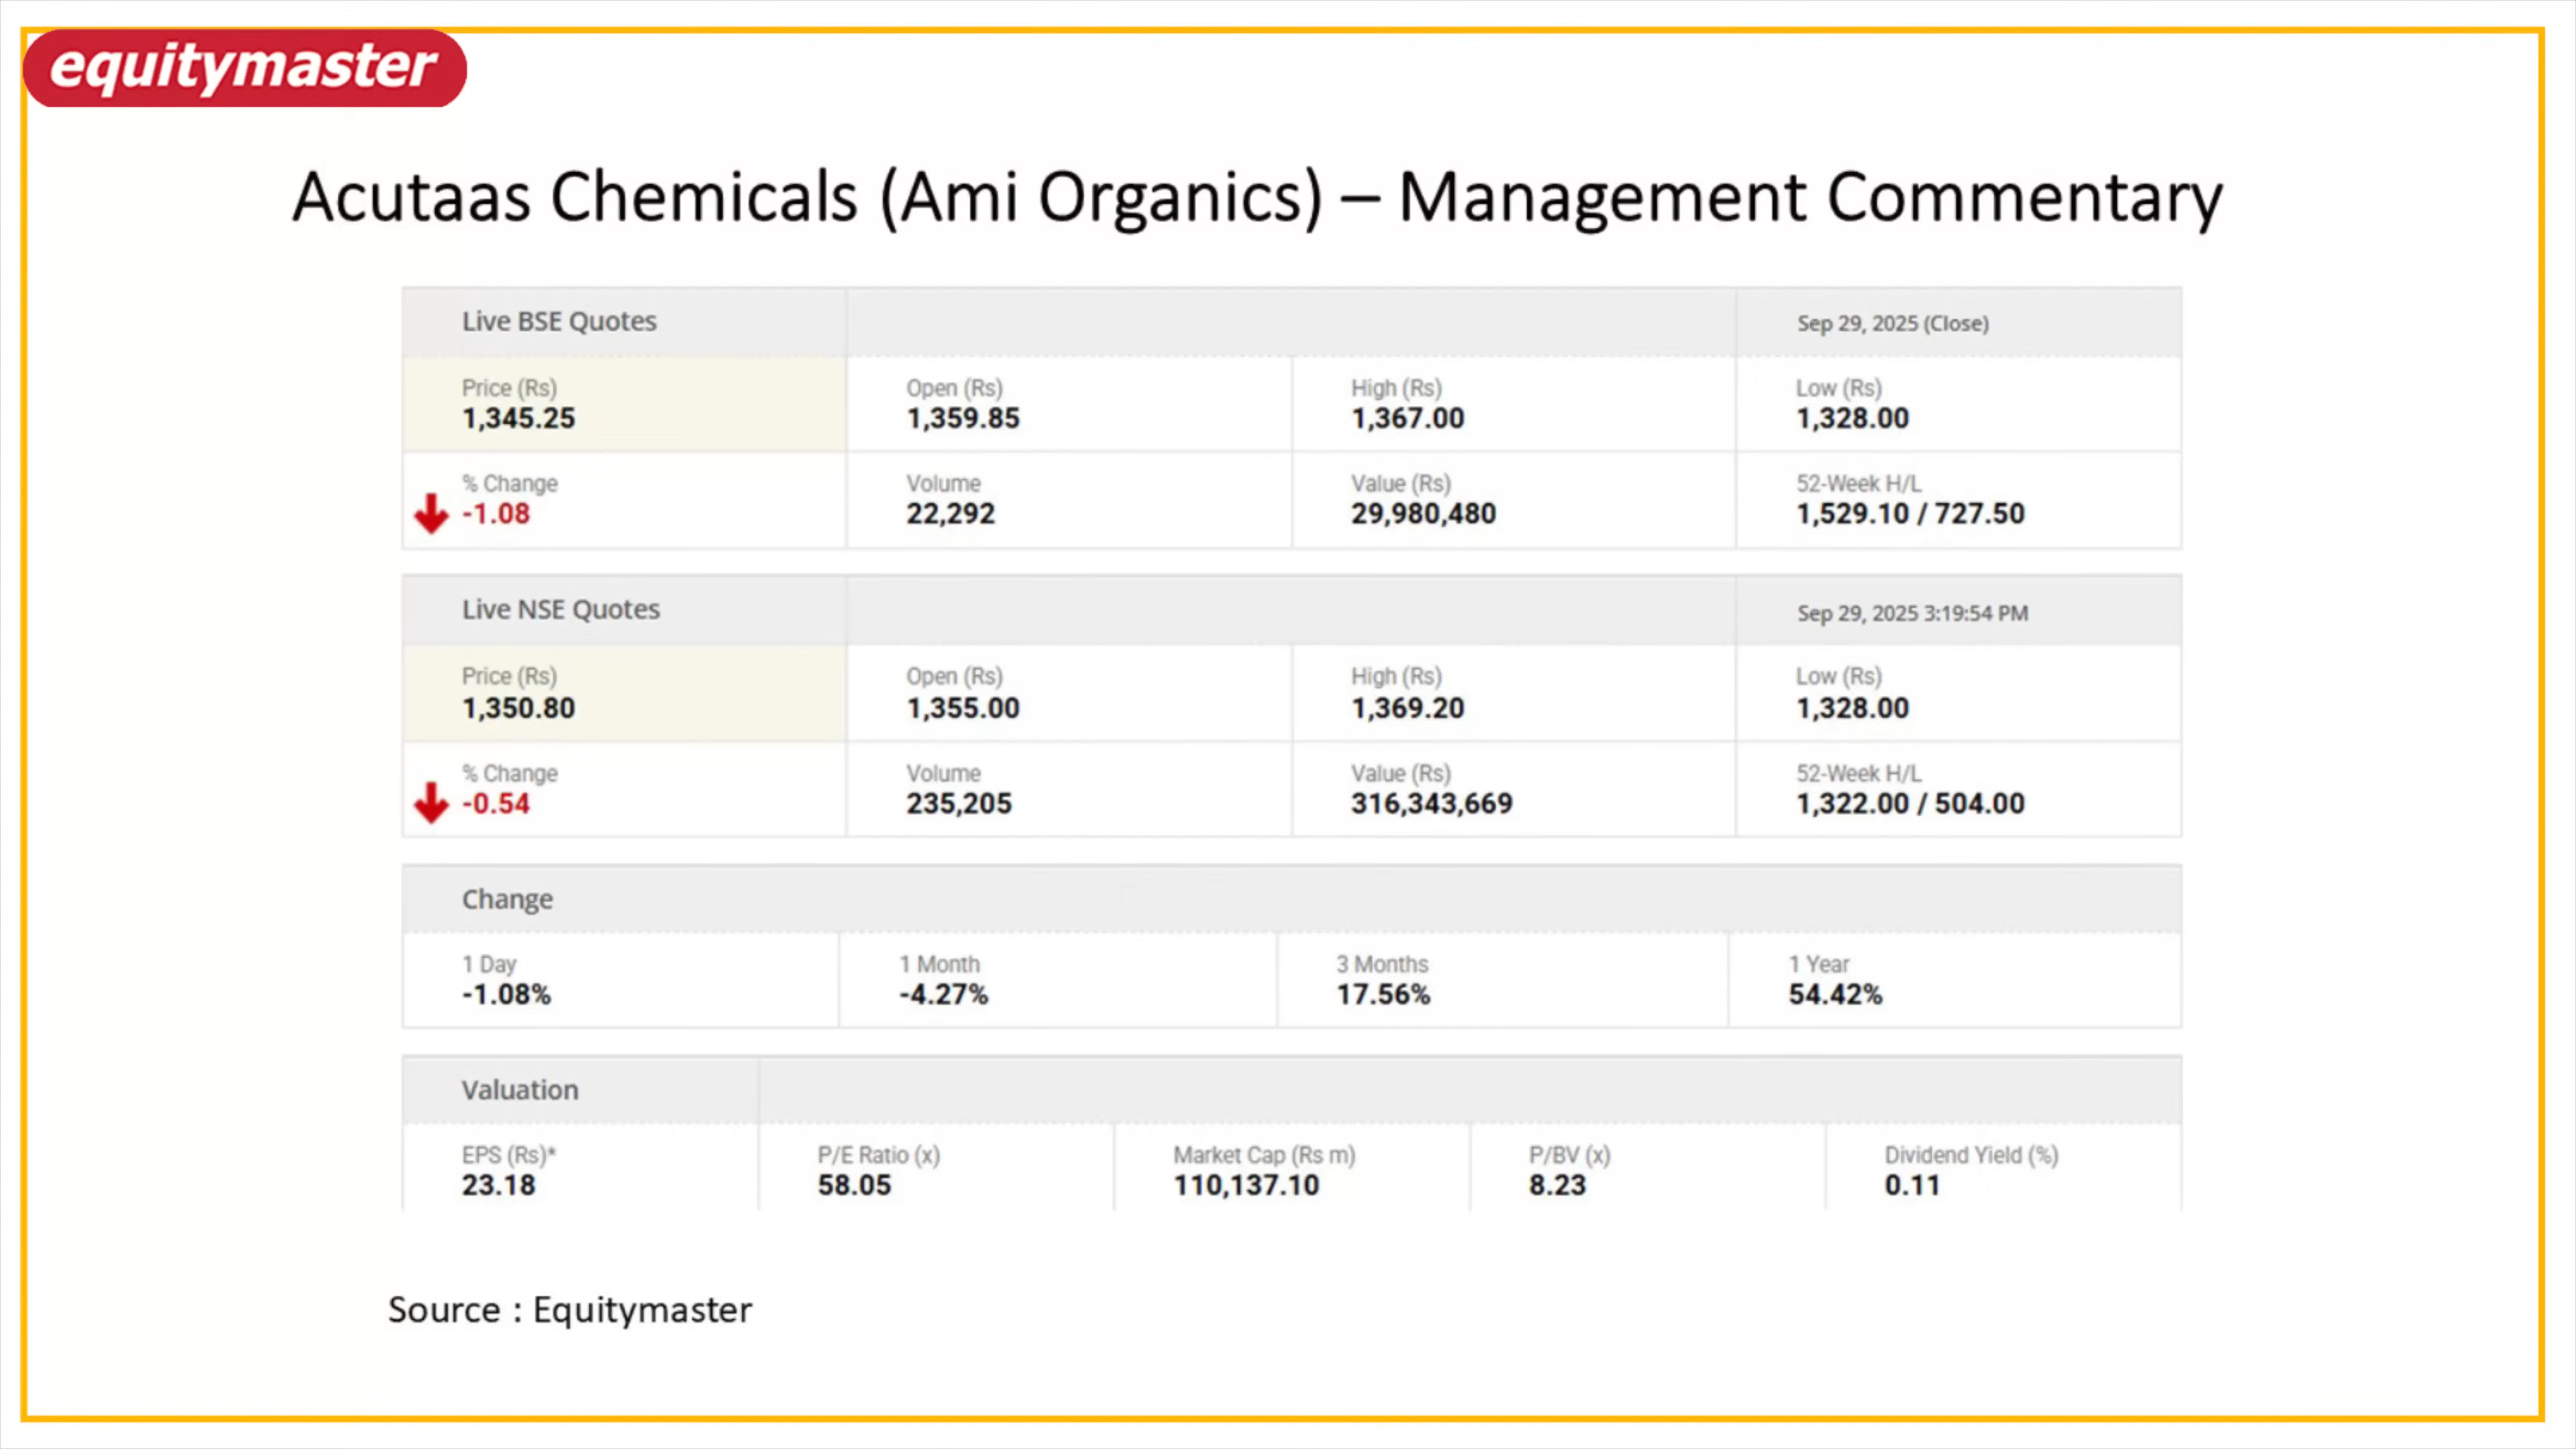 equitymaster
Acutaas Chemicals (Ami Organics) – Management Commentary
Live BSE Quotes Sep 29, 2025 (Close)
Price (Rs) Open (Rs) High (Rs) Low (Rs)
1,345.25 1,359.85 1,367.00 1,328.00
% Change Volume Value (Rs) 52-Week H/L
-1.08 22,292 29,980,480 1,529.10 / 727.50
Live NSE Quotes Sep 29, 2025 3:19:54 PM
Price (Rs) Open (Rs) High (Rs) Low (Rs)
1,350.80 1,355.00 1,369.20 1,328.00
% Change Volume Value (Rs) 52-Week H/L
-0.54 235,205 316,343,669 1,322.00 / 504.00
Change
1 Day 1 Month 3 Months 1 Year
-1.08% -4.27% 17.56% 54.42%
Valuation
EPS (Rs)* P/E Ratio (x) Market Cap (Rs m) P/BV (x) Dividend Yield (%)
23.18 58.05 110,137.10 8.23 0.11
Source : Equitymaster